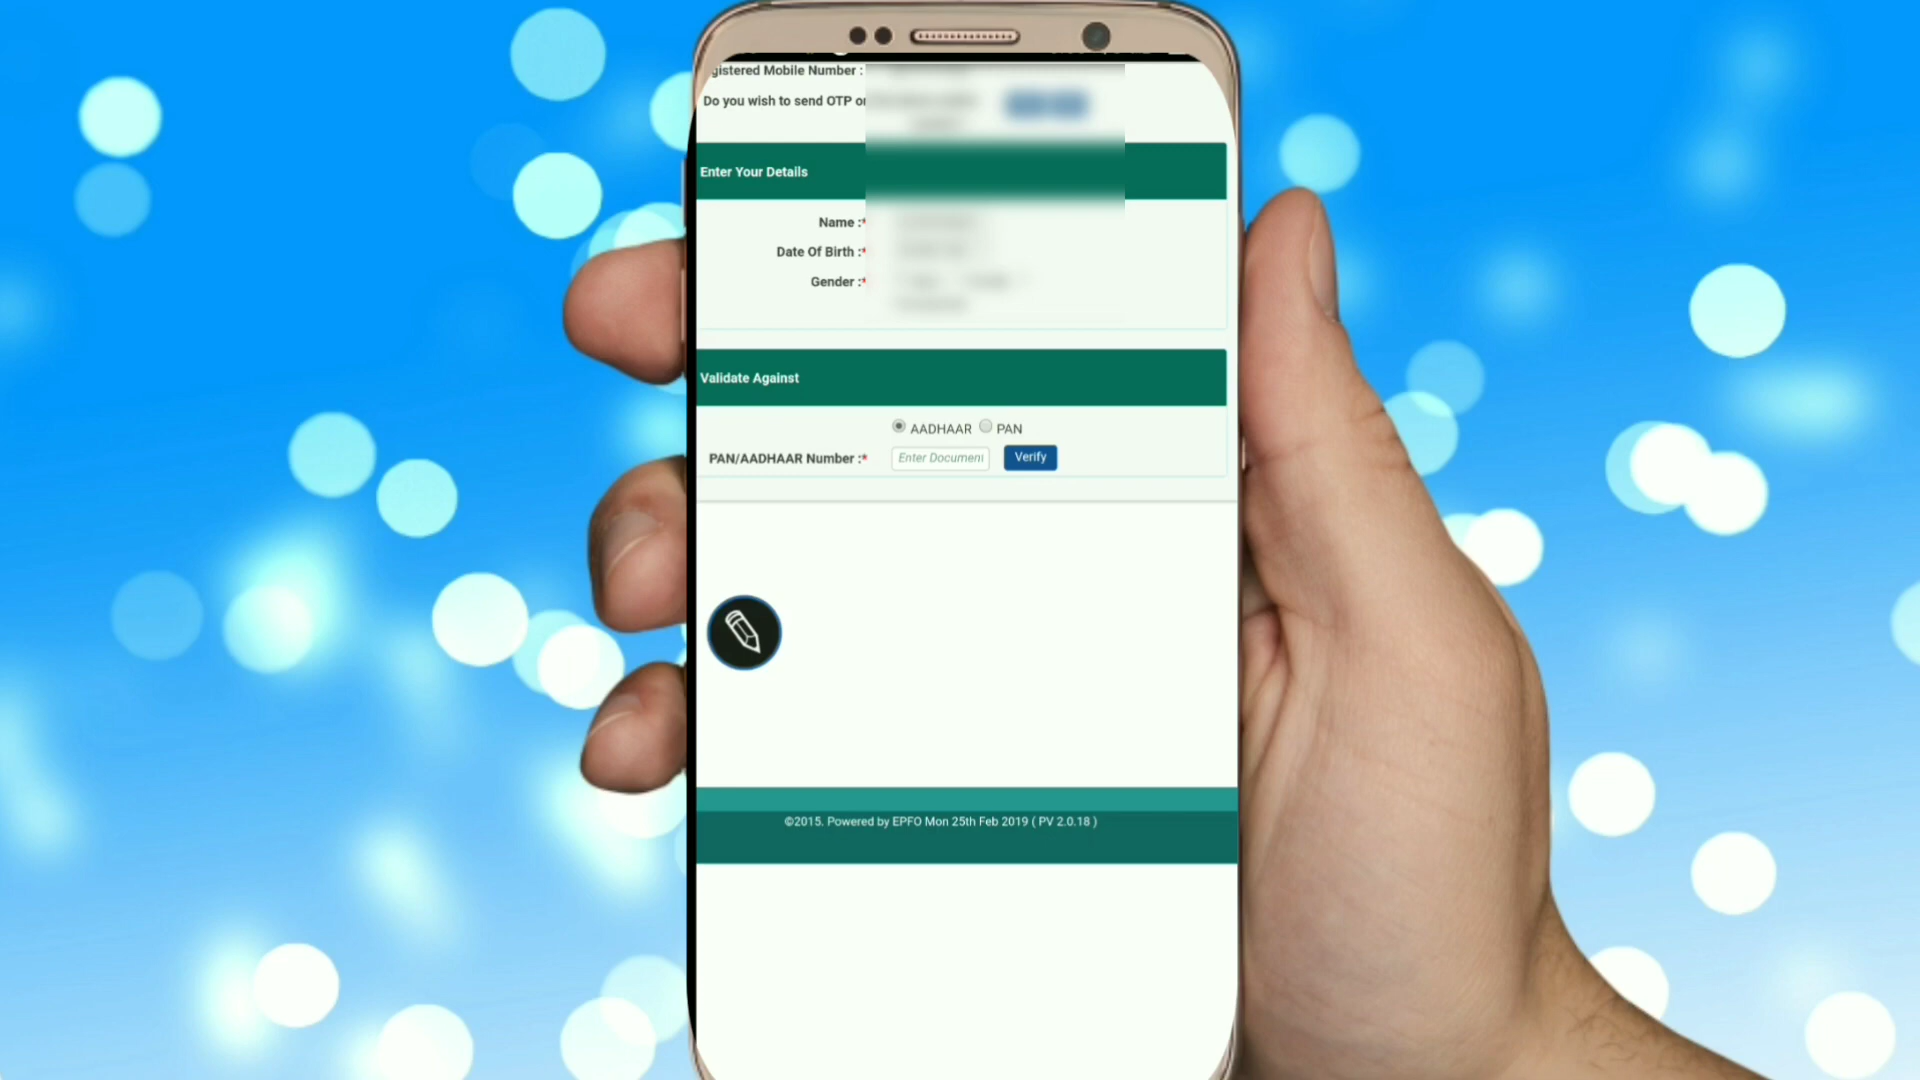 gistered Mobile Number :
Do you wish to send OTP
Enter Your Details
Name :*
Date Of Birth :*
Gender :*
Validate Against
AADHAAR PAN
PAN/AADHAAR Number :* Enter Document Verify
©2015. Powered by EPFO Mon 25th Feb 2019 ( PV 2.0.18 )